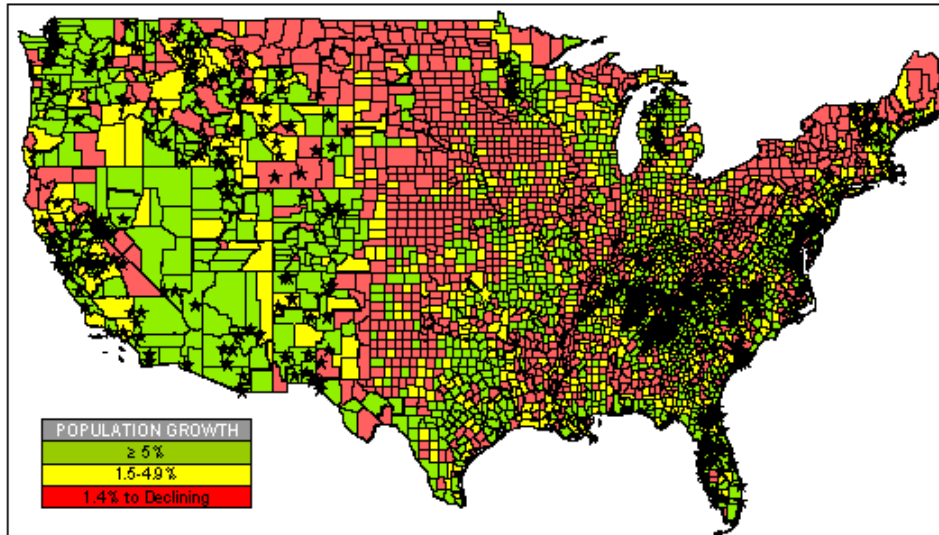 POPULATION GROWTH
≥ 5%
1.5-4.9%
1.4% to Declining